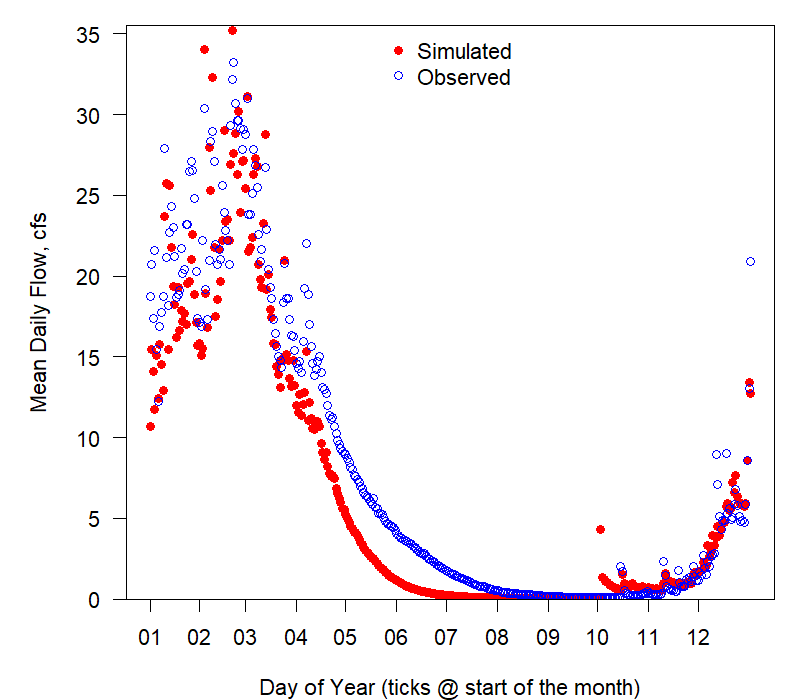 35
Simulated
Observed
30
25
20
15
10
5
0
Mean Daily Flow, cfs
01 02 03 04 05 06 07 08 09 10 11 12
Day of Year (ticks @ start of the month)